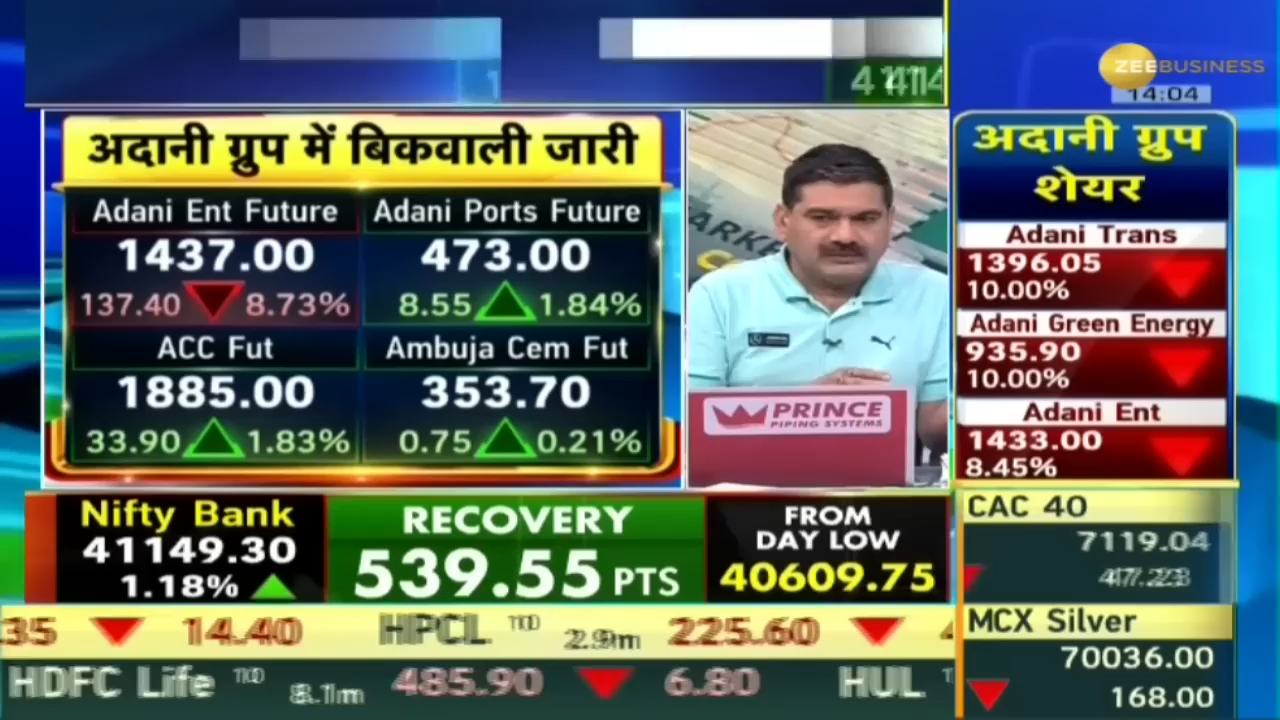 ZEEBUSINESS
14:04
अदानी ग्रुप में बिकवाली जारी
Adani Ent Future
1437.00
137.40 8.73%
Adani Ports Future
473.00
8.55 1.84%
ACC Fut
1885.00
33.90 1.83%
Ambuja Cem Fut
353.70
0.75 0.21%
PRINCE
PIPING SYSTEMS
अदानी ग्रुप
शेयर
Adani Trans
1396.05
10.00%
Adani Green Energy
935.90
10.00%
Adani Ent
1433.00
8.45%
Nifty Bank
41149.30
1.18%
RECOVERY
539.55 PTS
FROM
DAY LOW
40609.75
CAC 40
7119.04
MCX Silver
70036.00
168.00
35 14.40 HPCL 2.9m 225.60
HDFC Life 8.1m 485.90 6.80 HUL